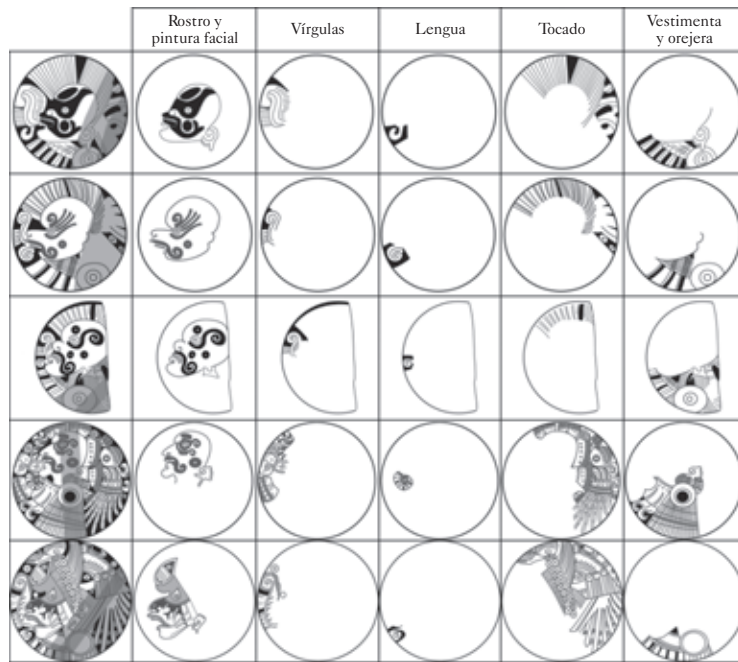 Rostro y
pintura facial
Vírgulas
Lengua
Tocado
Vestimenta
y orejera